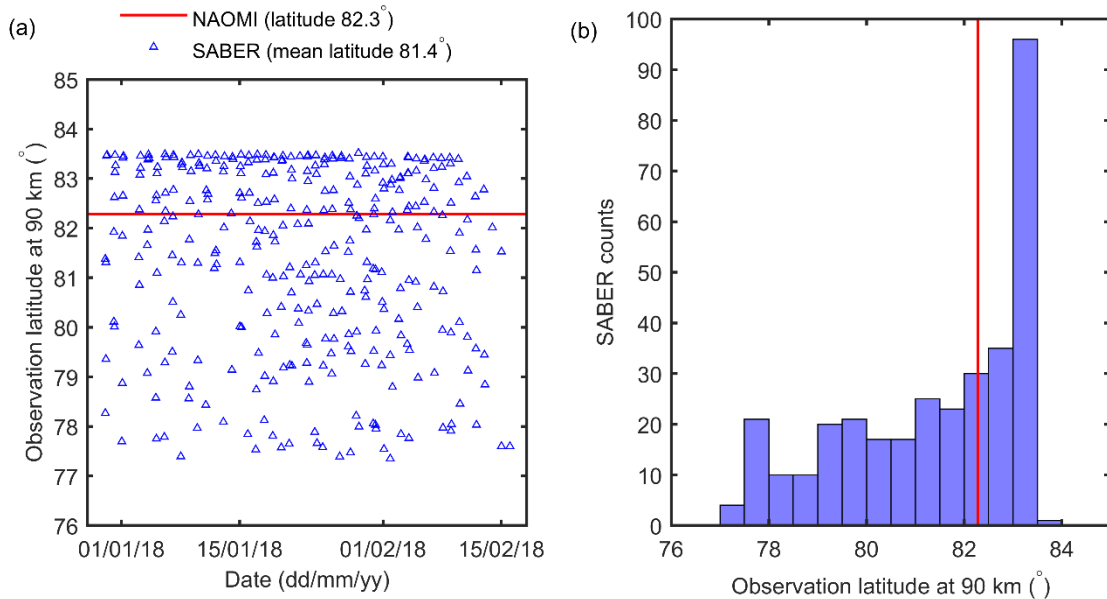 (a)
NAOMI (latitude 82.3°)
SABER (mean latitude 81.4°)
85
84
83
82
81
80
79
78
77
76
Observation latitude at 90 km (°)
01/01/18 15/01/18 01/02/18 15/02/18
Date (dd/mm/yy)
(b)
100
90
80
70
60
50
40
30
20
10
0
SABER counts
76 78 80 82 84
Observation latitude at 90 km (°)